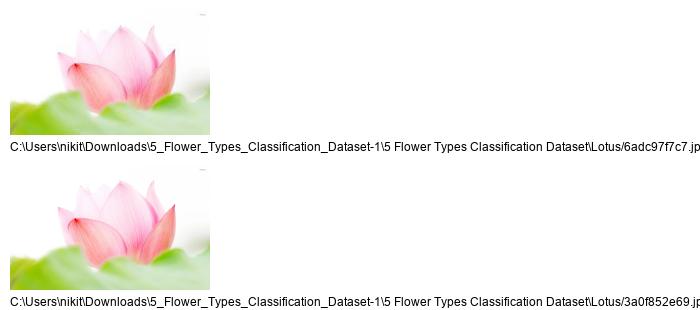 C:\Users\nikit\Downloads\5_Flower_Types_Classification_Dataset-1\5 Flower Types Classification Dataset\Lotus/6adc97f7c7.jp
C:\Users\nikit\Downloads\5_Flower_Types_Classification_Dataset-1\5 Flower Types Classification Dataset\Lotus/3a0f852e69.jp